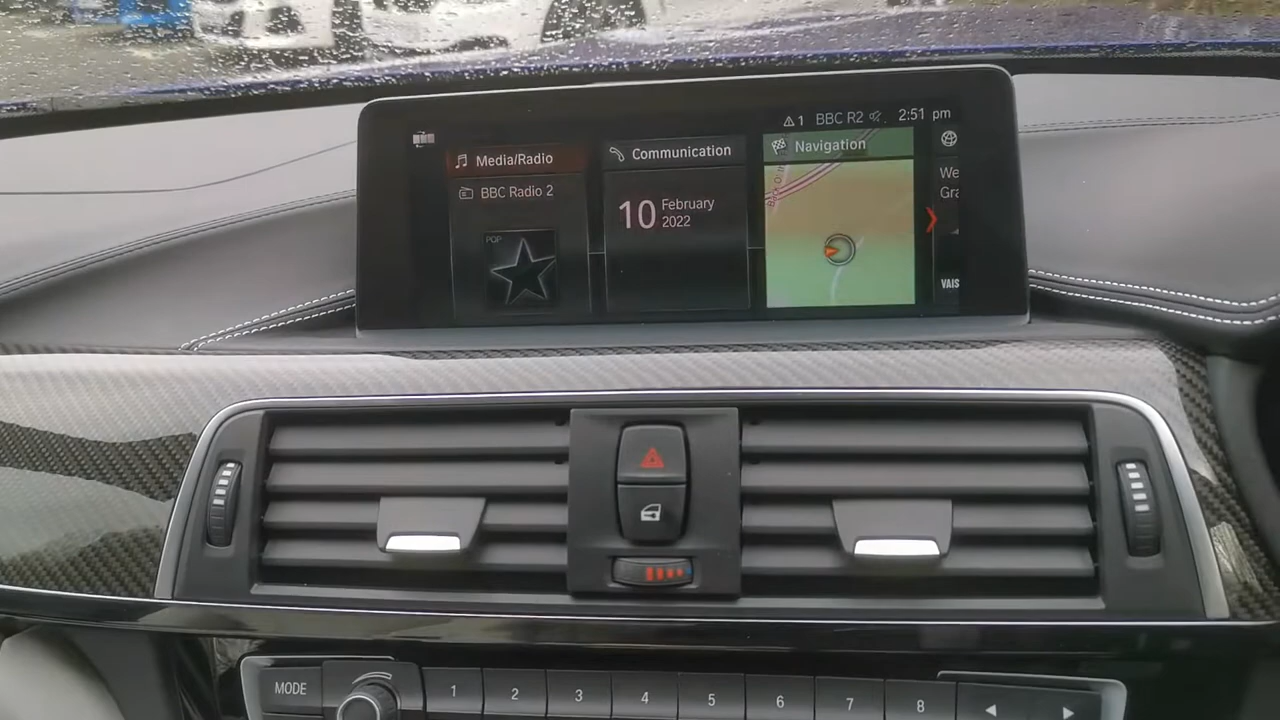 1 BBC R2 2:51 pm
Media/Radio
BBC Radio 2
POP
Communication
10 February
2022
Navigation
We
Gra
VAIS
MODE
1 2 3 4 5 6 7 8